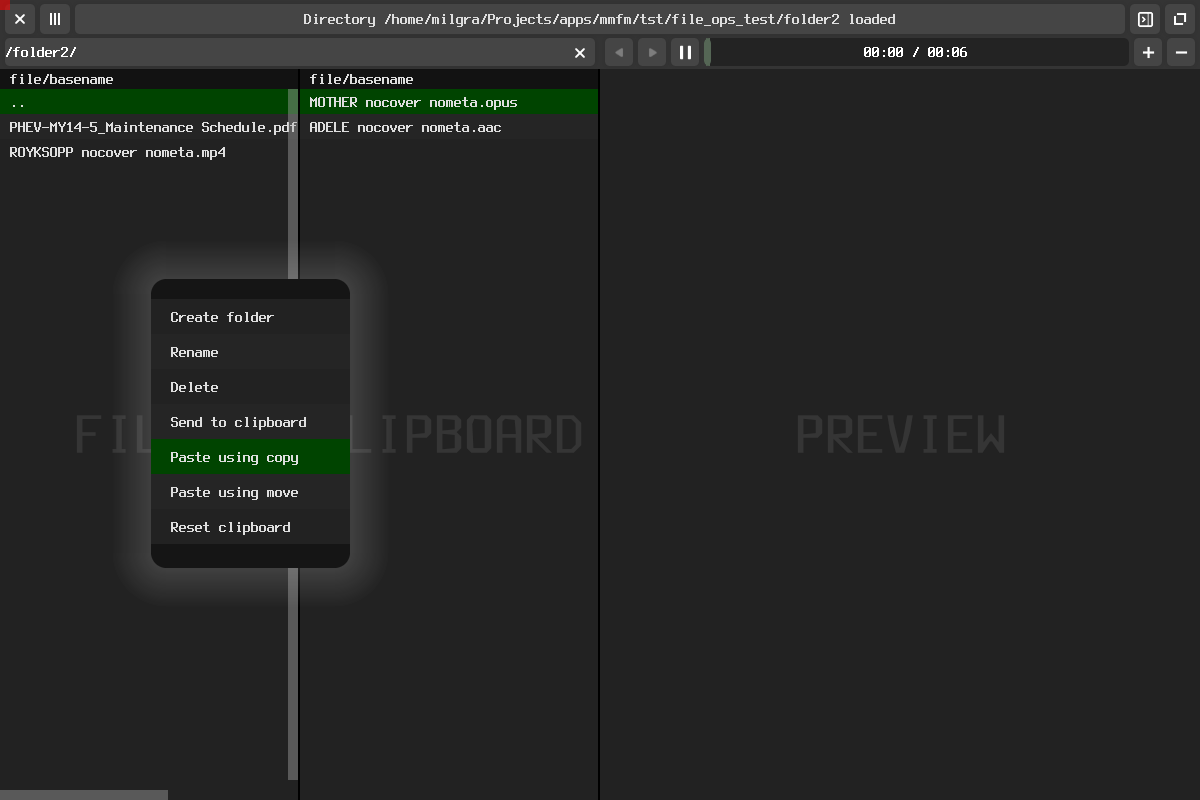 Directory /home/milgra/Projects/apps/mmfm/tst/file_ops_test/folder2 loaded
/folder2/
00:00 / 00:06
file/basename
file/basename
..
MOTHER nocover nometa.opus
PHEV-MY14-5_Maintenance Schedule.pdf
ADELE nocover nometa.aac
ROYKSOPP nocover nometa.mp4
Create folder
Rename
Delete
Send to clipboard
Paste using copy
Paste using move
Reset clipboard
FIL
LIPBOARD
PREVIEW